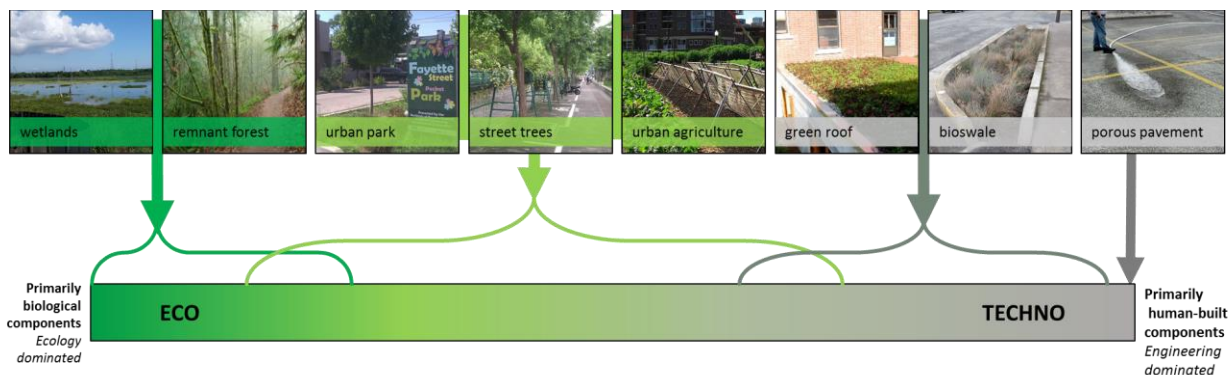 Fayette
Street
Pocket
Park
wetlands
remnant forest
urban park
street trees
urban agriculture
green roof
bioswale
porous pavement
Primarily
biological
components
Ecology
dominated
ECO
TECHNO
Primarily
human-built
components
Engineering
dominated